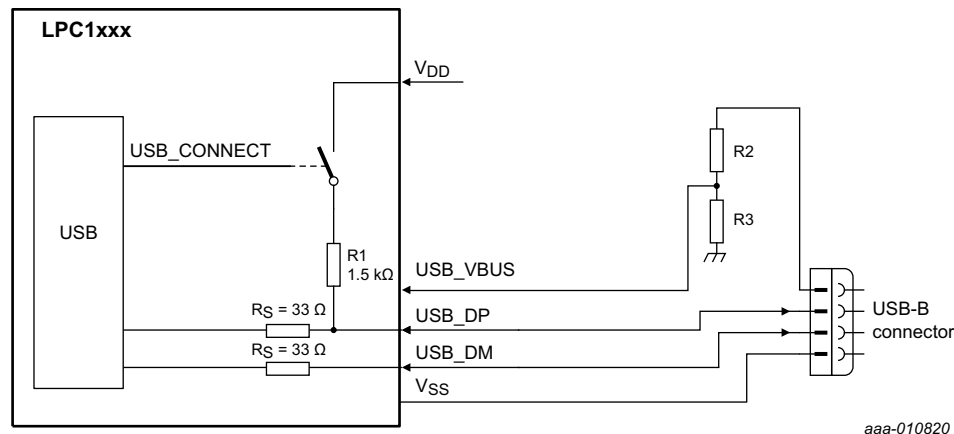 LPC1xxx
VDD
USB_CONNECT
R2
R3
USB
R1
1.5 kΩ
USB_VBUS
RS = 33 Ω
USB_DP
USB-B
connector
RS = 33 Ω
USB_DM
VSS
aaa-010820